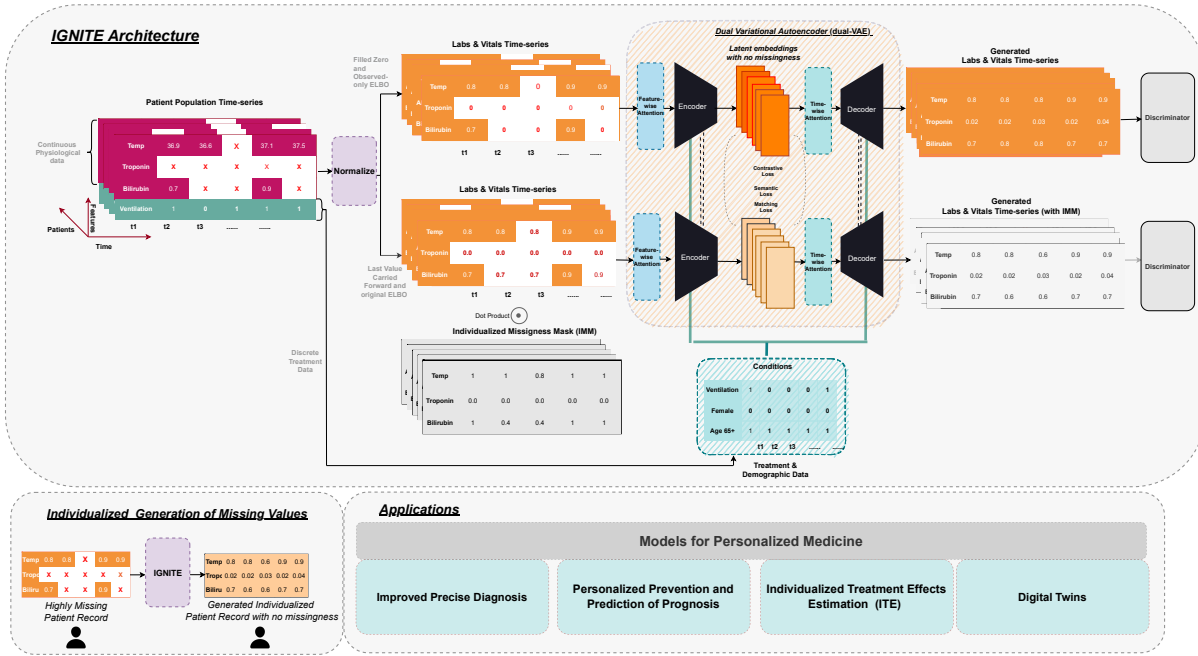 IGNITE Architecture
Patient Population Time-series
Continuous
Physiological
data
Temp 36.9 36.6 X 37.1 37.5
Troponin X X X X X
Bilirubin 0.7 X X 0.9 X
Ventilation 1 0 1 1 1
t1 t2 t3 ...... ......
Features
Patients
Time
Normalize
Filled Zero
and
Observed-
only ELBO
Labs & Vitals Time-series
Temp 0.8 0.8 0 0.9 0.9
Troponin 0 0 0 0 0
Bilirubin 0.7 0 0 0.9 0
t1 t2 t3 ...... ......
Labs & Vitals Time-series
Temp 0.8 0.8 0.8 0.9 0.9
Troponin 0.0 0.0 0.0 0.0 0.0
Bilirubin 0.7 0.7 0.7 0.9 0.9
t1 t2 t3 ...... ......
Last Value
Carried
Forward and
original ELBO
Dot Product
Individualized Missigness Mask (IMM)
Temp 1 1 0.8 1 1
Troponin 0.0 0.0 0.0 0.0 0.0
Bilirubin 1 0.4 0.4 1 1
Discrete
Treatment
Data
Dual Variational Autoencoder (dual-VAE)
Latent embeddings
with no missingness
Feature-
wise
Attention
Encoder
Time-
wise
Attention
Decoder
Contrastive
Loss
Semantic
Loss
Matching
Loss
Feature-
wise
Attention
Encoder
Time-
wise
Attention
Decoder
Generated
Labs & Vitals Time-series
Temp 0.8 0.8 0.8 0.9 0.9
Troponin 0.02 0.02 0.03 0.02 0.04
Bilirubin 0.7 0.8 0.8 0.7 0.7
Discriminator
Generated
Labs & Vitals Time-series (with IMM)
Temp 0.8 0.8 0.6 0.9 0.9
Troponin 0.02 0.02 0.03 0.02 0.04
Bilirubin 0.7 0.6 0.6 0.7 0.7
Discriminator
Conditions
Ventilation 1 0 0 0 1
Female 0 0 0 0 0
Age 65+ 1 1 1 1 1
t1 t2 t3 ...... ......
Treatment &
Demographic Data
Individualized Generation of Missing Values
Temp 0.8 0.8 X 0.9 0.9
Tropo X X X X X
Bilirul 0.7 X X 0.9 X
Highly Missing
Patient Record
IGNITE
Temp 0.8 0.8 0.6 0.9 0.9
Tropo 0.02 0.02 0.03 0.02 0.04
Biliru 0.7 0.6 0.6 0.7 0.7
Generated Individualized
Patient Record with no missingness
Applications
Models for Personalized Medicine
Improved Precise Diagnosis
Personalized Prevention and
Prediction of Prognosis
Individualized Treatment Effects
Estimation (ITE)
Digital Twins